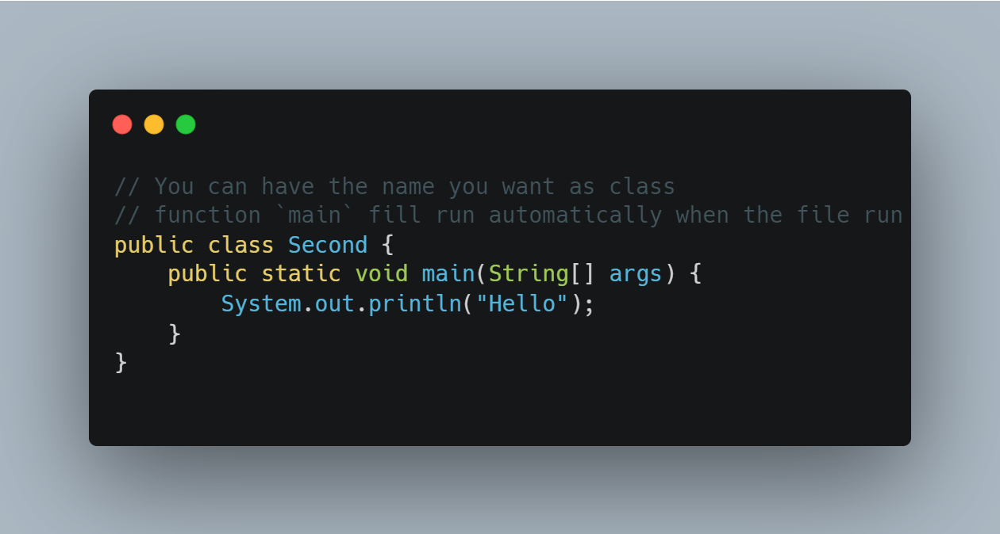 // You can have the name you want as class
// function `main` fill run automatically when the file run
public class Second {
    public static void main(String[] args) {
        System.out.println("Hello");
    }
}